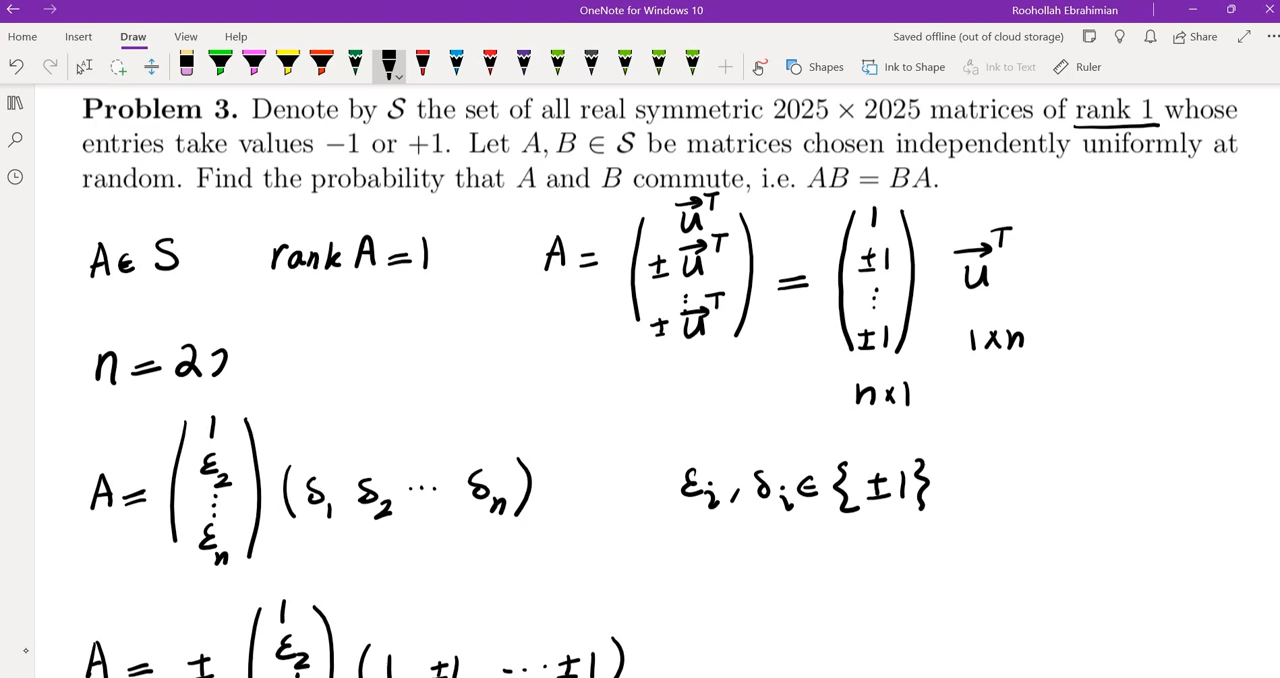 OneNote for Windows 10
Roohollah Ebrahimian
Home Insert Draw View Help
Saved offline (out of cloud storage) Share
Shapes Ink to Shape Ink to Text Ruler
Problem 3. Denote by S the set of all real symmetric 2025 × 2025 matrices of rank 1 whose
entries take values −1 or +1. Let A, B ∈ S be matrices chosen independently uniformly at
random. Find the probability that A and B commute, i.e. AB = BA.
A ∈ S rank A = 1 A = ( u⃗ᵀ ± u⃗ᵀ ⋮ ± u⃗ᵀ ) = ( 1 ±1 ⋮ ±1 ) u⃗ᵀ
n×1 1×n
n = 2
A = ( 1 ε₂ ⋮ εₙ ) ( δ₁ δ₂ ⋯ δₙ ) εᵢ, δᵢ ∈ {±1}
A = ± ( 1 ε₂ ( 1 ±1 ... ±1 )